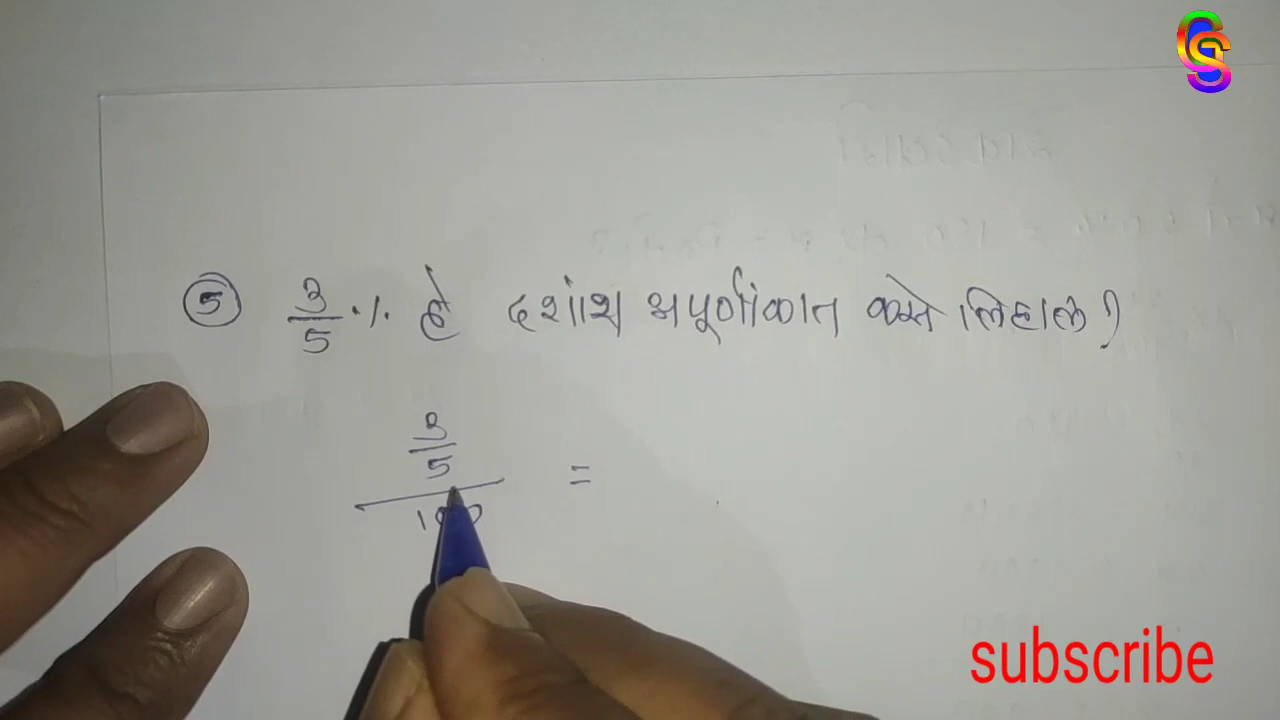 5 3/5 % हे दशांश अपूर्णांकात कसे लिहाल?
3/5
100 =
subscribe